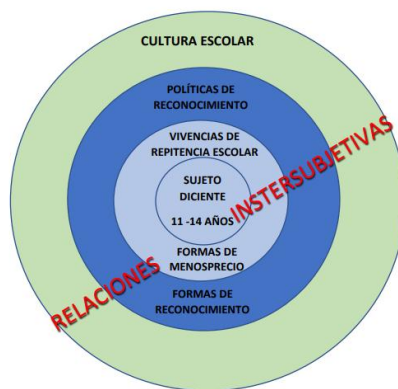 CULTURA ESCOLAR
POLÍTICAS DE
RECONOCIMIENTO
VIVENCIAS DE
REPITENCIA ESCOLAR
SUJETO
DICIENTE
11 -14 AÑOS
FORMAS DE
MENOSPRECIO
FORMAS DE
RECONOCIMIENTO
RELACIONES INSTERSUBJETIVAS